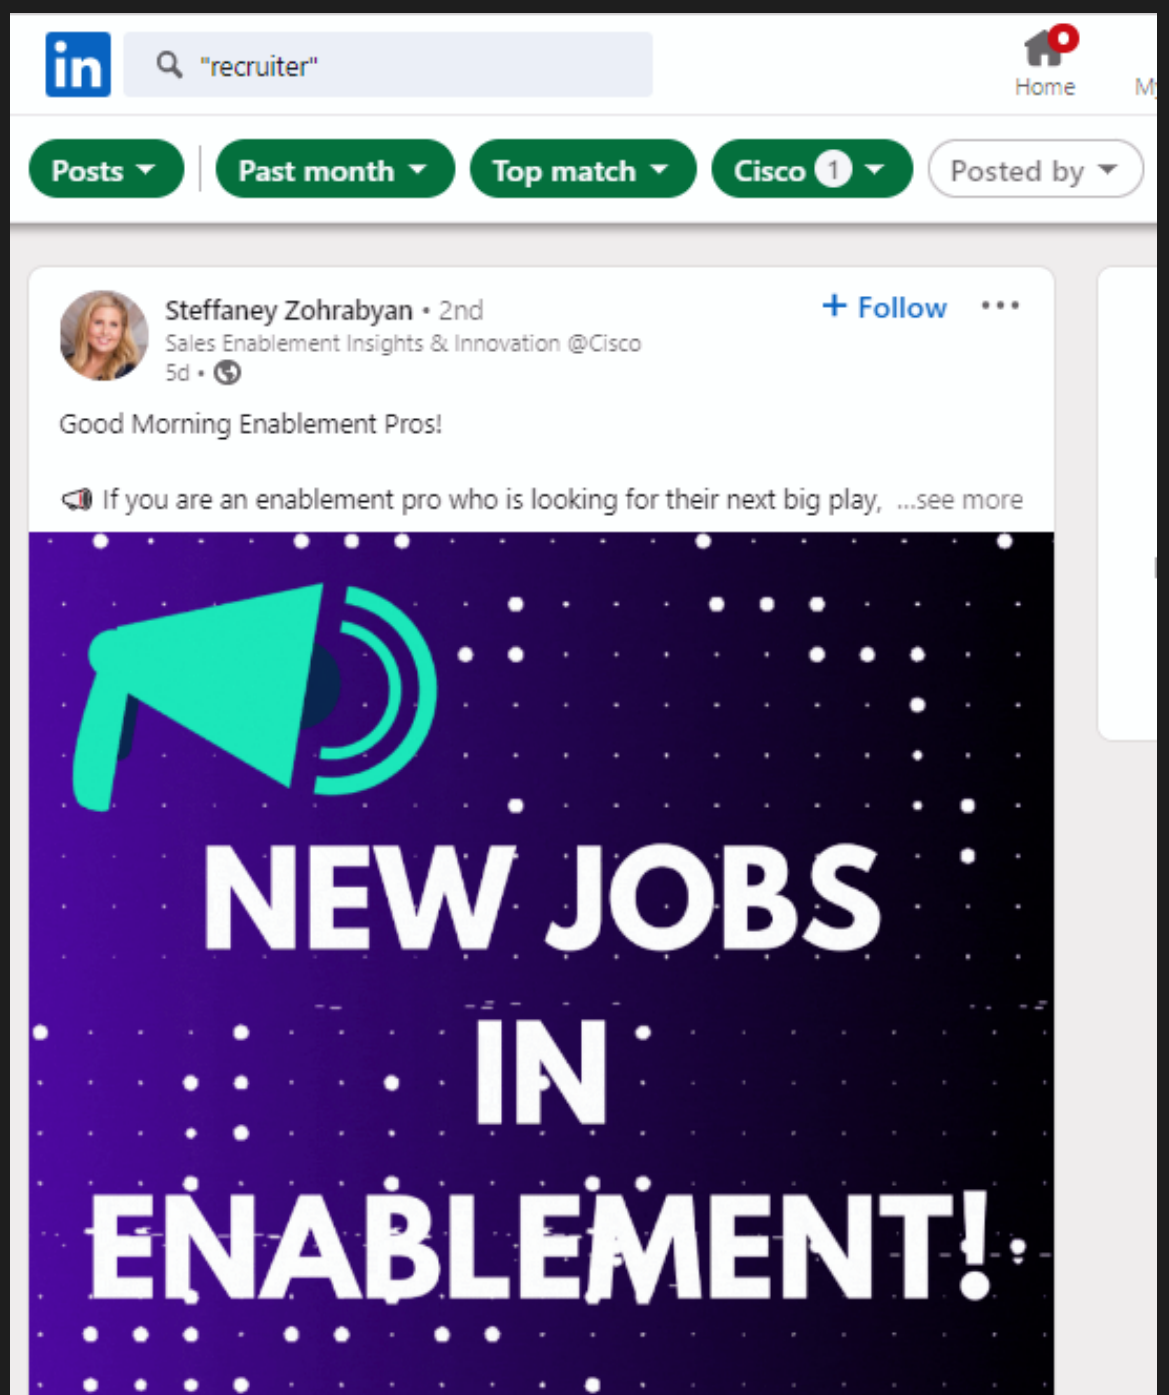 in
"recruiter"
Home
Posts
Past month
Top match
Cisco 1
Posted by
Steffaney Zohrabyan • 2nd
+ Follow
Sales Enablement Insights & Innovation @Cisco
5d •
Good Morning Enablement Pros!
If you are an enablement pro who is looking for their next big play, ...see more
NEW JOBS
IN
ENABLEMENT!